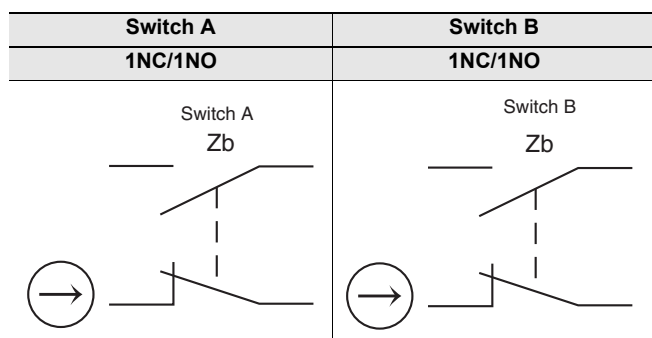 Switch A
Switch B
1NC/1NO
1NC/1NO
Switch A
Zb
Switch B
Zb